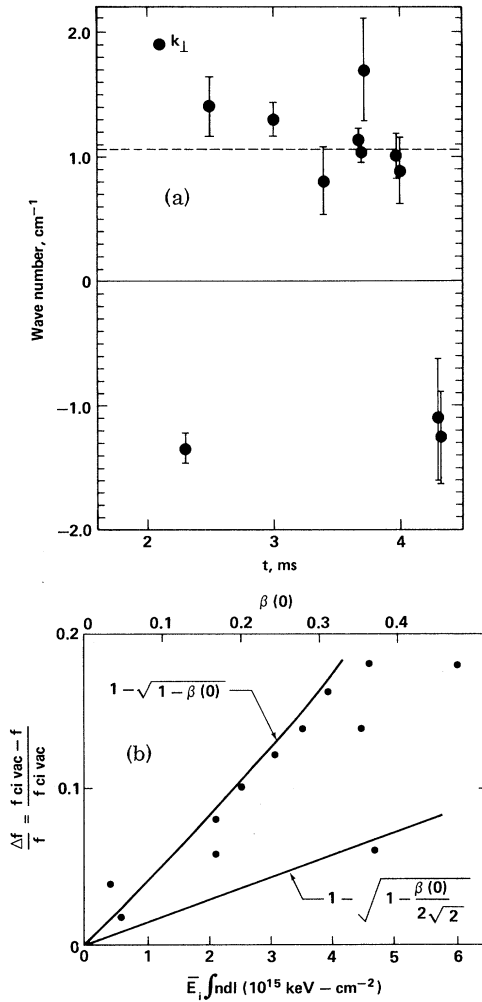 2.0
k⊥
1.0
(a)
0
−1.0
−2.0
Wave number, cm⁻¹
2 3 4
t, ms
β (0)
0 0.1 0.2 0.3 0.4
0.2
1 − √1 − β(0)
(b)
0.1
Δf/f = (f ci vac − f)/(f ci vac)
1 − √(1 − β(0)/(2√2))
0
0 1 2 3 4 5 6
E̅ᵢ ∫ndl (10¹⁵ keV − cm⁻²)